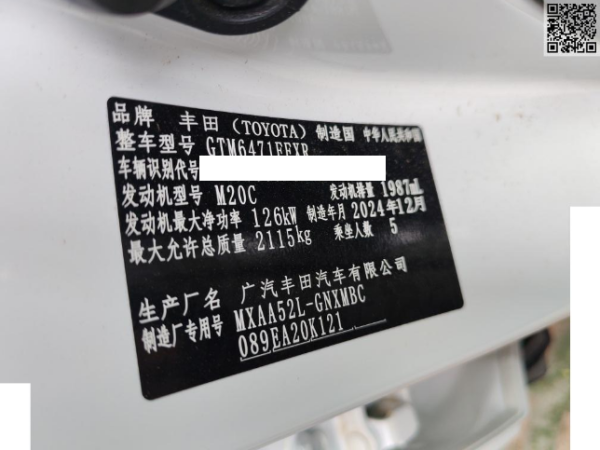 品牌 丰田（TOYOTA） 制造国 中华人民共和国
整车型号
车辆识别代号
发动机型号 M20C 发动机排量 1987mL
发动机最大净功率 126kW 制造年月 2024年12月
最大允许总质量 2115kg 乘坐人数 5
生产厂名 广汽丰田汽车有限公司
制造厂专用号 MXAA52L-GNXMBC
089EA20K121